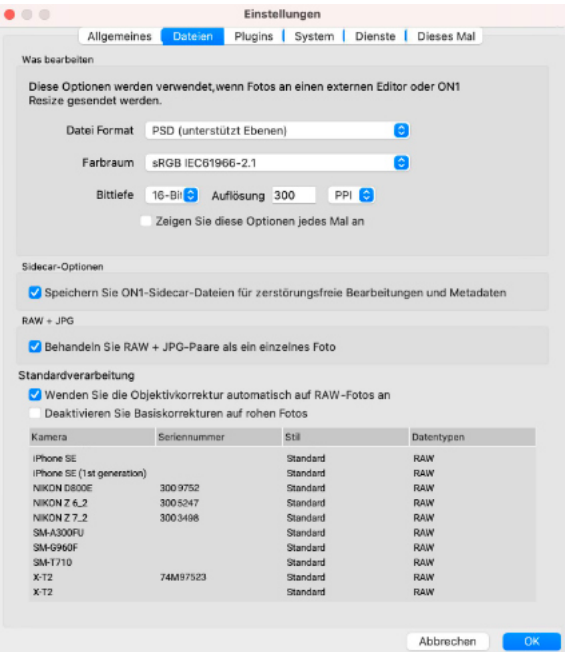 Einstellungen
Allgemeines Dateien Plugins System Dienste Dieses Mal
Was bearbeiten
Diese Optionen werden verwendet,wenn Fotos an einen externen Editor oder ON1
Resize gesendet werden.
Datei Format PSD (unterstützt Ebenen)
Farbraum sRGB IEC61966-2.1
Bittiefe 16-Bit Auflösung 300 PPI
Zeigen Sie diese Optionen jedes Mal an
Sidecar-Optionen
Speichern Sie ON1-Sidecar-Dateien für zerstörungsfreie Bearbeitungen und Metadaten
RAW + JPG
Behandeln Sie RAW + JPG-Paare als ein einzelnes Foto
Standardverarbeitung
Wenden Sie die Objektivkorrektur automatisch auf RAW-Fotos an
Deaktivieren Sie Basiskorrekturen auf rohen Fotos
Kamera Seriennummer Stil Datentypen
iPhone SE Standard RAW
iPhone SE (1st generation) Standard RAW
NIKON D800E 3009752 Standard RAW
NIKON Z 6_2 3005247 Standard RAW
NIKON Z 7_2 3003498 Standard RAW
SM-A300FU Standard RAW
SM-G960F Standard RAW
SM-T710 Standard RAW
X-T2 74M97523 Standard RAW
X-T2 Standard RAW
Abbrechen OK